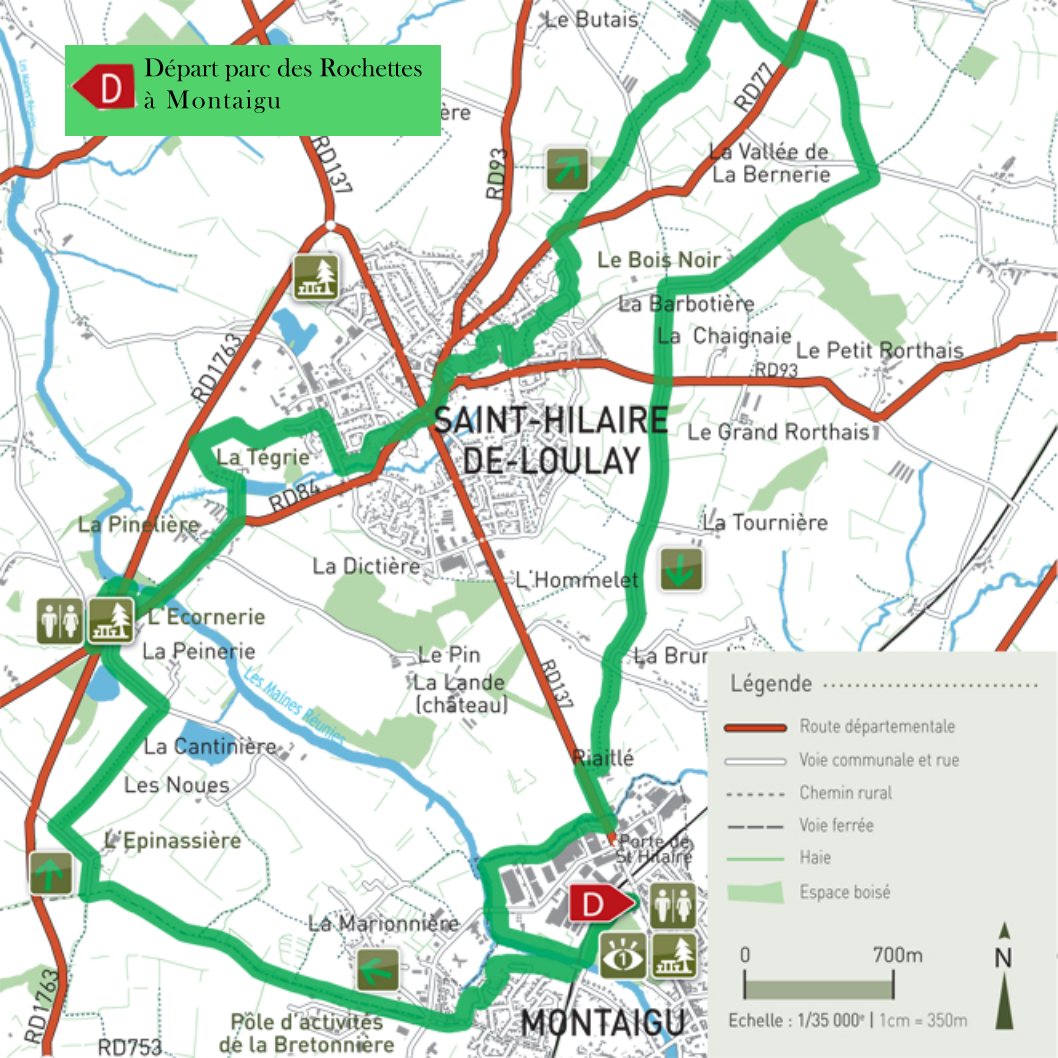 Le Butais
D
Départ parc des Rochettes
à Montaigu
ère
RD77
RD137
RD93
La Vallée de
La Bernerie
Le Bois Noir
La Barbotière
La Chaignaie
Le Petit Rorthais
RD93
RD1763
SAINT-HILAIRE
DE-LOULAY
Le Grand Rorthais
La Tégrie
RD84
La Pinelière
La Tournière
La Dictière
L'Hommelet
L'Ecornerie
La Peinerie
Le Pin
La Lande
(château)
Les Maines Réunies
RD137
La Cantinière
Riaitlé
Les Noues
L'Epinassière
Porte de
St Hilaire
La Marionnière
D
1
RD1763
Pôle d'activités
de la Bretonnière
RD753
MONTAIGU
Légende
Route départementale
Voie communale et rue
Chemin rural
Voie ferrée
Haie
Espace boisé
0 700m
N
Echelle : 1/35 000e | 1cm = 350m